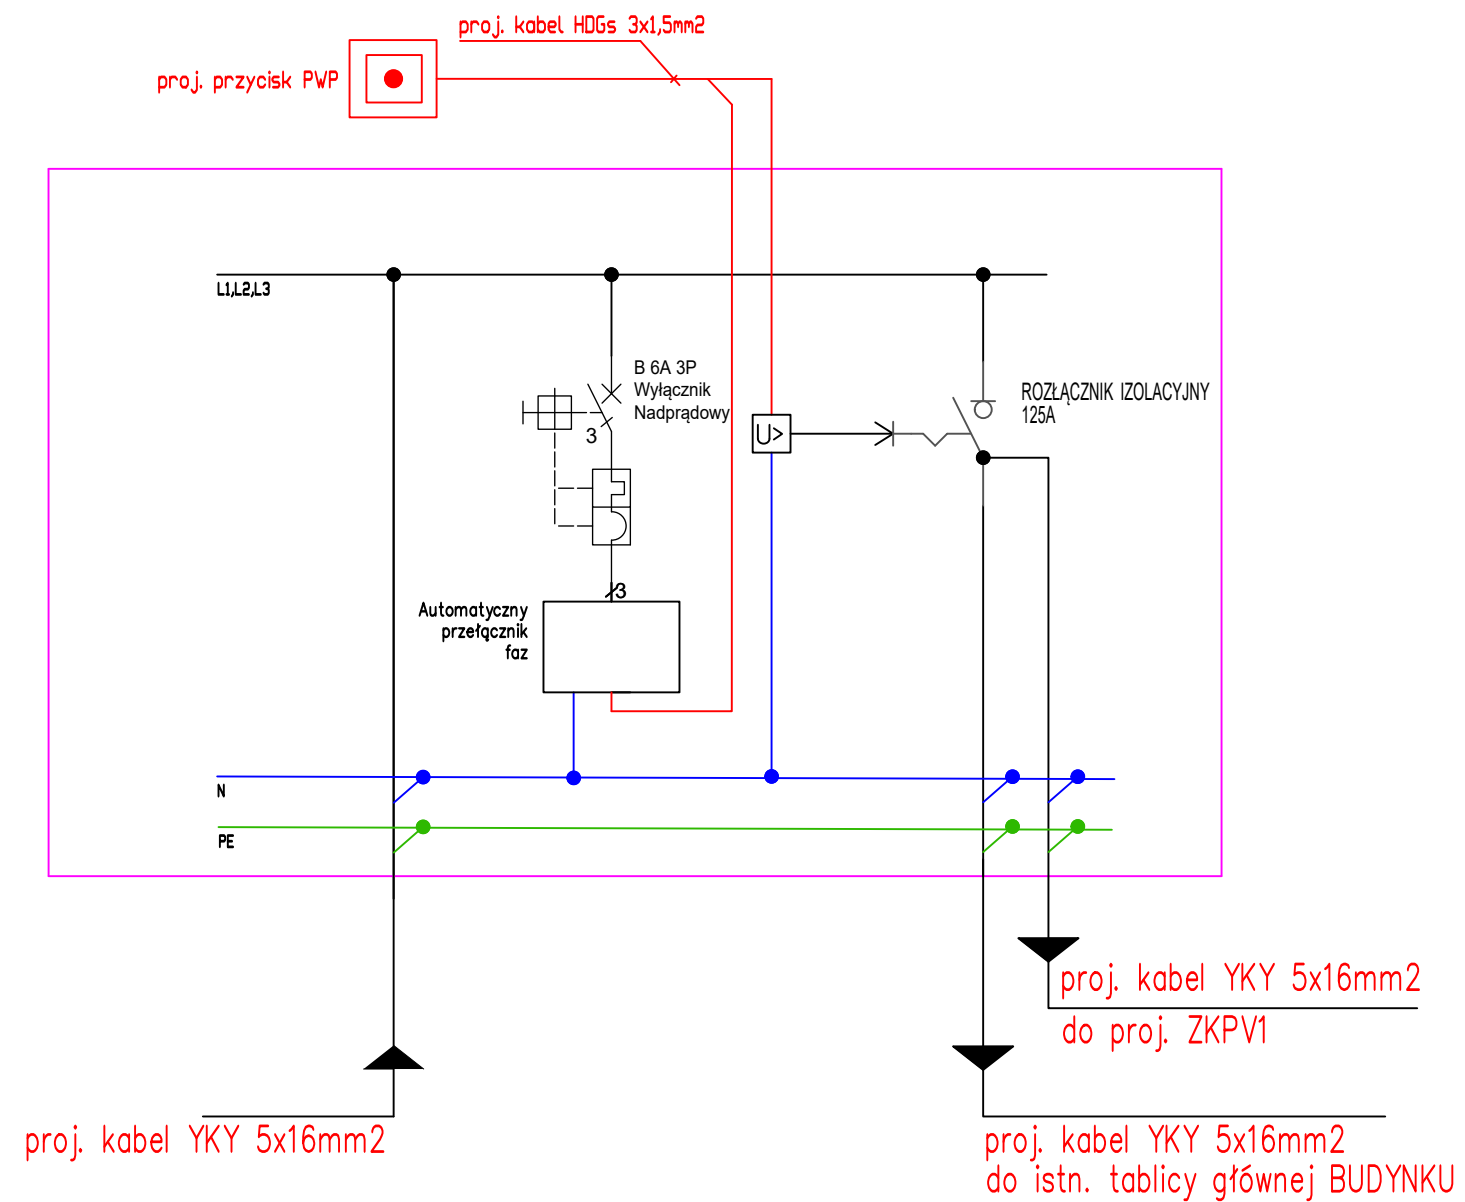 proj. kabel HDGs 3x1,5mm2
proj. przycisk PWP
L1,L2,L3
B 6A 3P
Wyłącznik
Nadprądowy
3
ROZŁĄCZNIK IZOLACYJNY
125A
U>
3
Automatyczny
przełącznik
faz
N
PE
proj. kabel YKY 5x16mm2
do proj. ZKPV1
proj. kabel YKY 5x16mm2
proj. kabel YKY 5x16mm2
do istn. tablicy głównej BUDYNKU